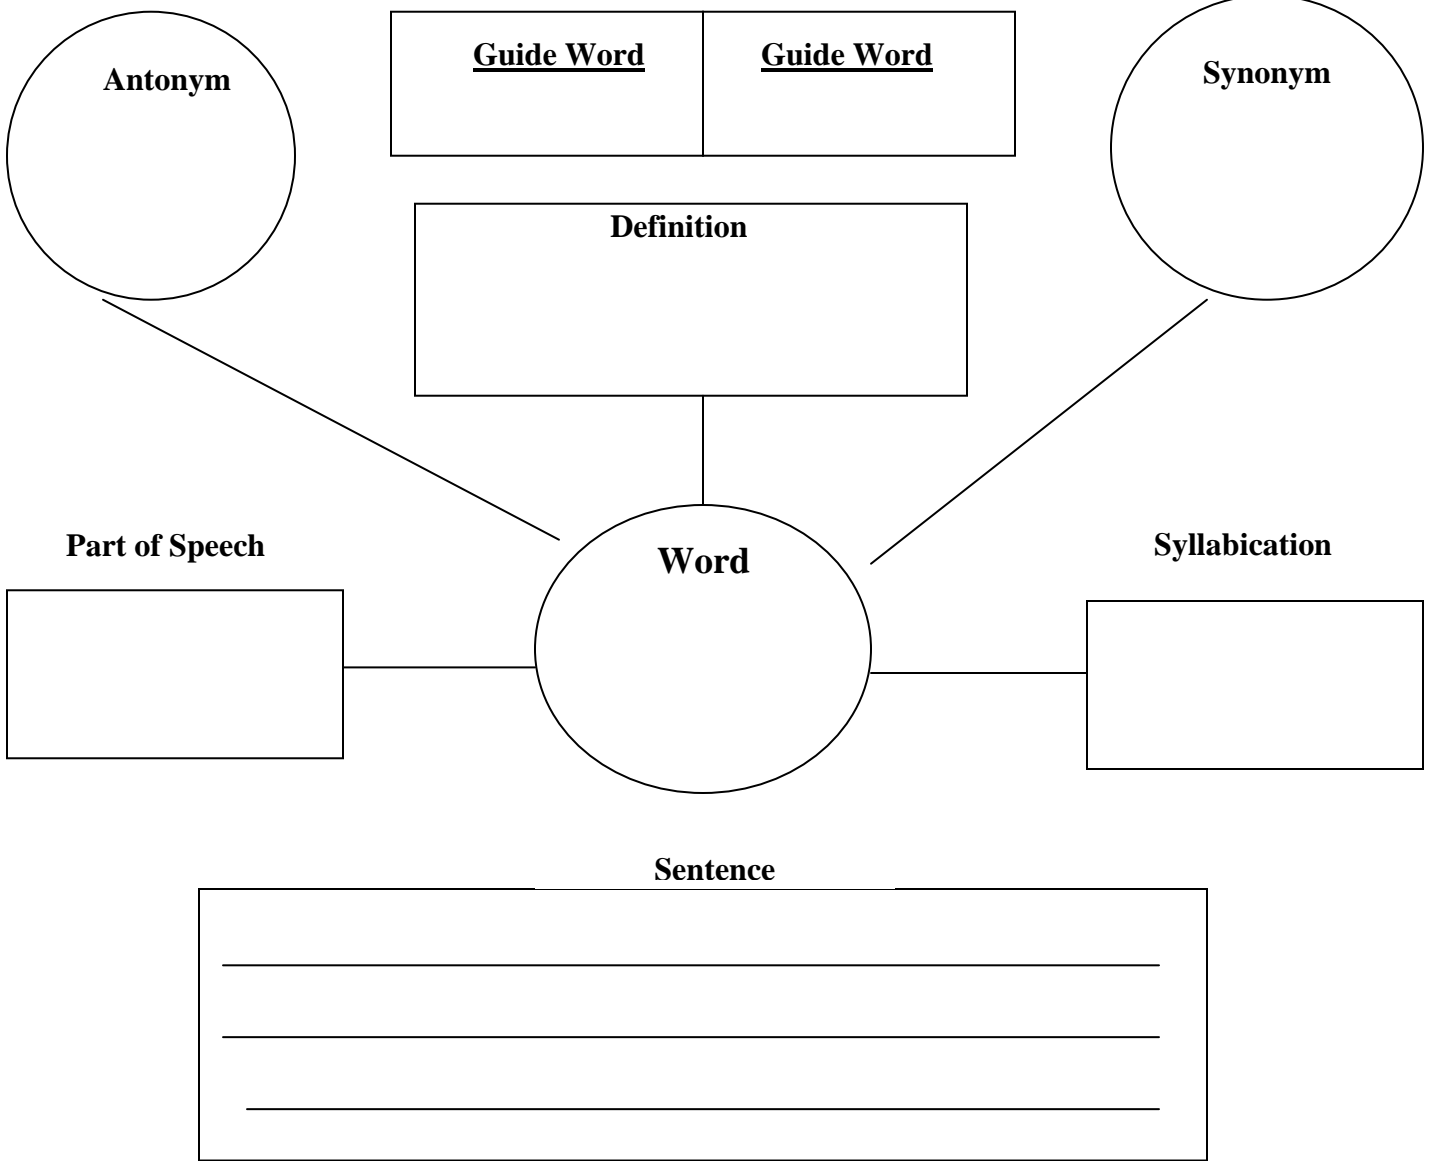 Antonym
Guide Word
Guide Word
Synonym
Definition
Part of Speech
Syllabication
Word
Sentence